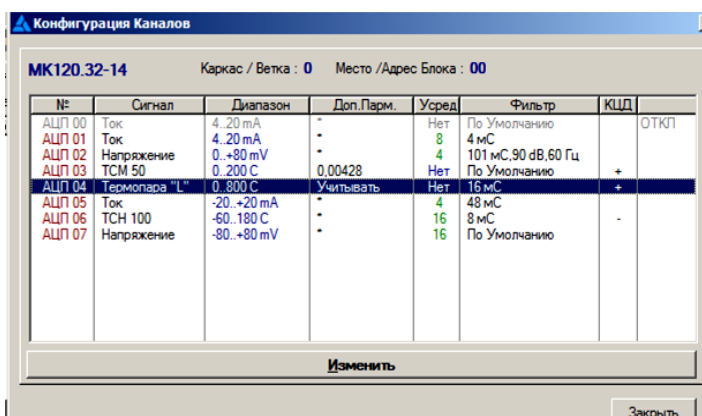 Конфигурация Каналов
МК120.32-14 Каркас / Ветка : 0 Место /Адрес Блока : 00
№ Сигнал Диапазон Доп.Парм. Усред Фильтр КЦД
АЦП 00 Ток 4..20 mA * Нет По Умолчанию ОТКЛ
АЦП 01 Ток 4..20 mA * 8 4 мС
АЦП 02 Напряжение 0..+80 mV * 4 101 мС,90 dB,60 Гц
АЦП 03 ТСМ 50 0..200 С 0,00428 Нет По Умолчанию +
АЦП 04 Термопара "L" 0..800 С Учитывать Нет 16 мС +
АЦП 05 Ток -20..+20 mA * 4 48 мС
АЦП 06 ТСН 100 -60..180 С * 16 8 мС -
АЦП 07 Напряжение -80..+80 mV * 16 По Умолчанию
Изменить
Закрыть